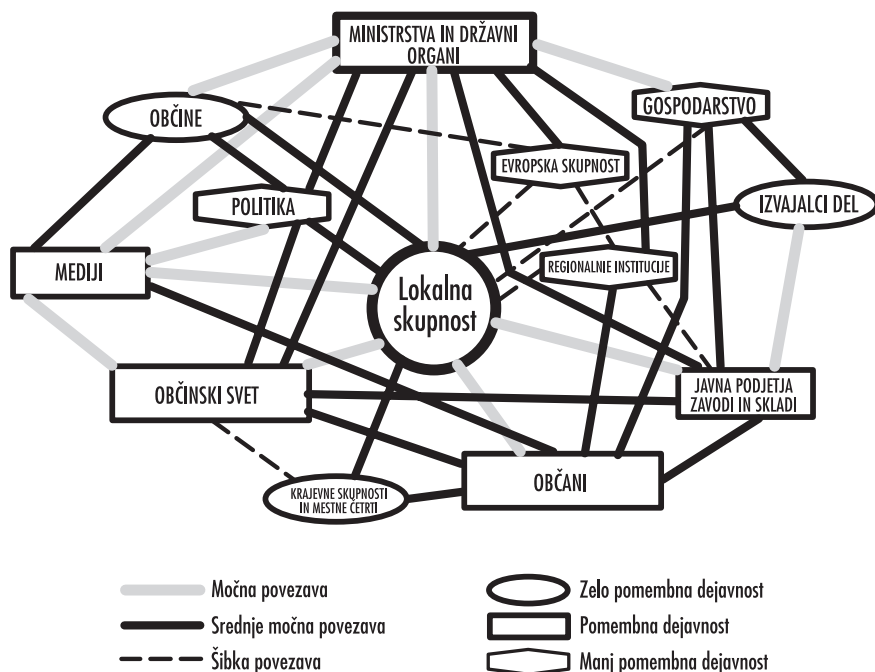 MINISTRSTVA IN DRŽAVNI
ORGANI
OBČINE
GOSPODARSTVO
EVROPSKA SKUPNOST
POLITIKA
IZVAJALCI DEL
MEDIJI
REGIONALNIE INSTITUCIJE
Lokalna
skupnost
OBČINSKI SVET
JAVNA PODJETJA
ZAVODI IN SKLADI
OBČANI
KRAJEVNE SKUPNOSTI
IN MESTNE ČETRTI
Močna povezava
Srednje močna povezava
Šibka povezava
Zelo pomembna dejavnost
Pomembna dejavnost
Manj pomembna dejavnost